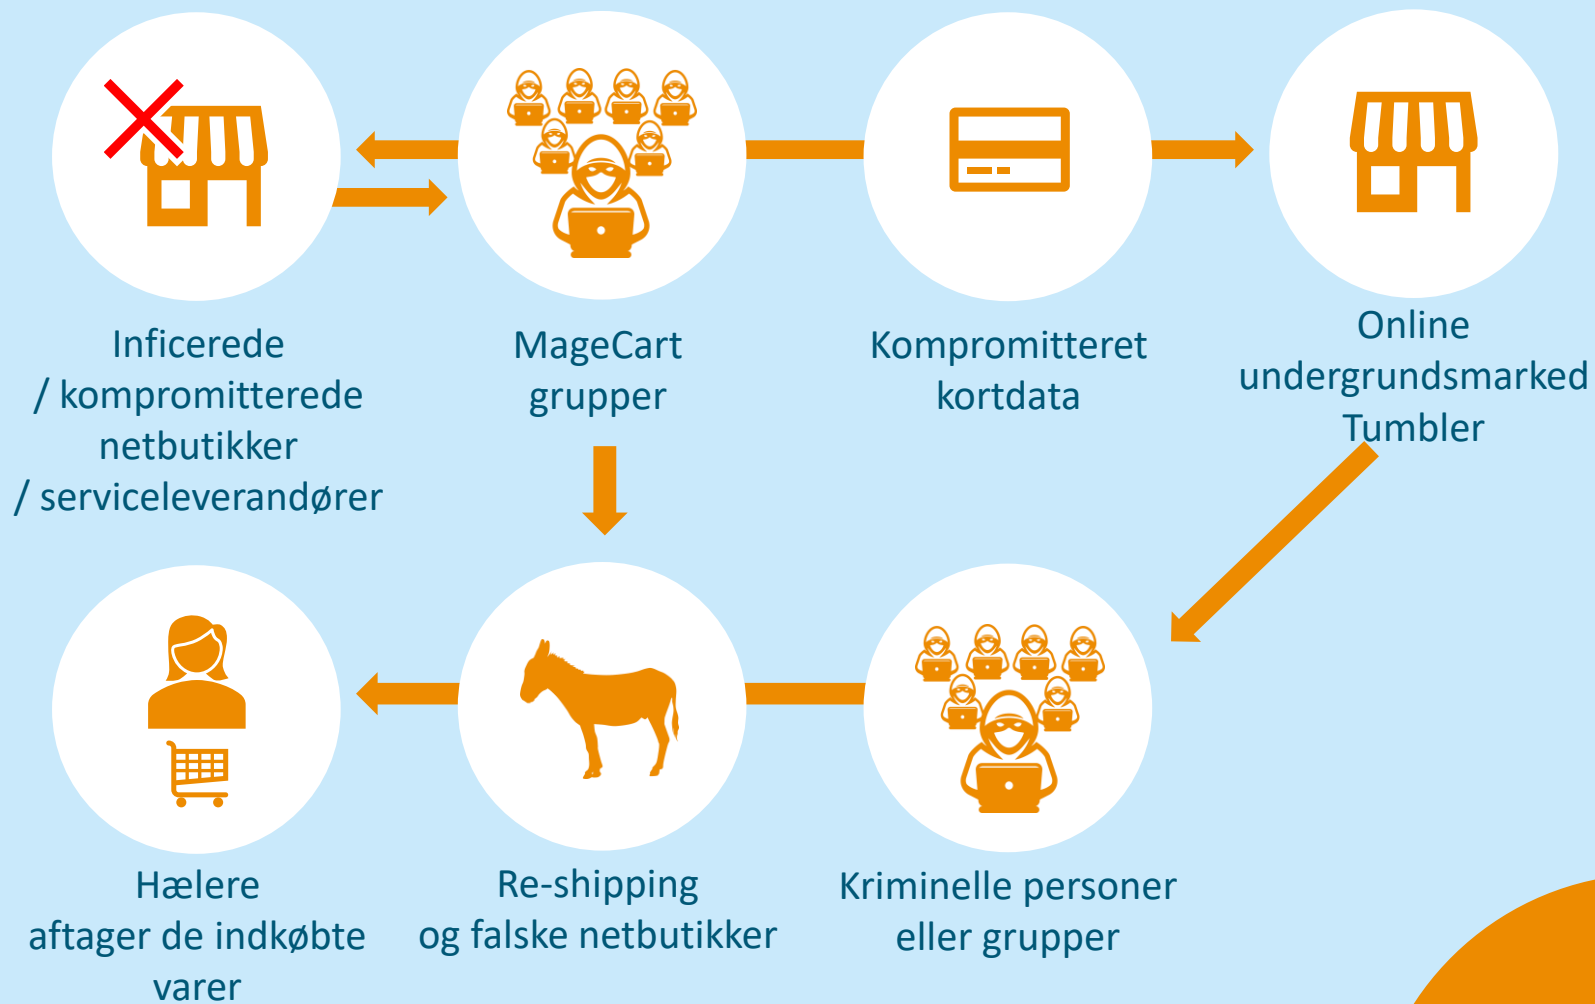 Inficerede
/ kompromitterede
netbutikker
/ serviceleverandører
MageCart
grupper
Kompromitteret
kortdata
Online
undergrundsmarked
Tumbler
Hælere
aftager de indkøbte
varer
Re-shipping
og falske netbutikker
Kriminelle personer
eller grupper